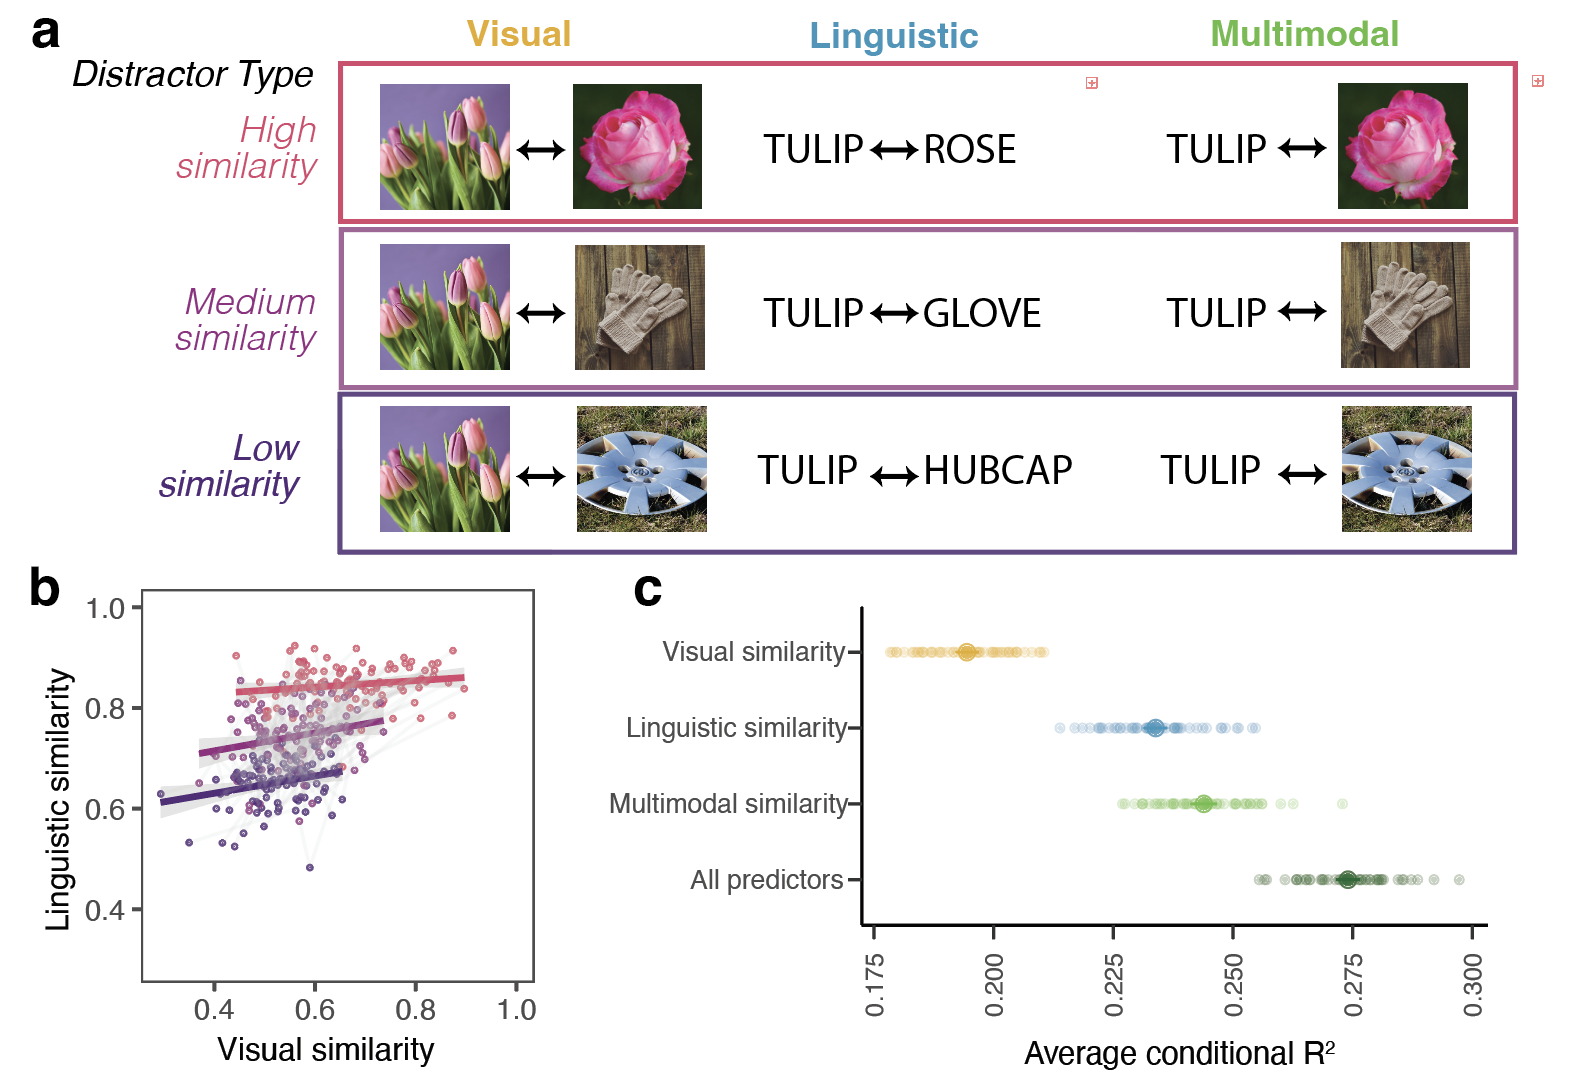 a
Visual Linguistic Multimodal
Distractor Type
High
similarity
TULIP ROSE TULIP
Medium
similarity
TULIP GLOVE TULIP
Low
similarity
TULIP HUBCAP TULIP
b
1.0
0.8
0.6
0.4
Linguistic similarity
0.4 0.6 0.8 1.0
Visual similarity
c
Visual similarity
Linguistic similarity
Multimodal similarity
All predictors
0.175 0.200 0.225 0.250 0.275 0.300
Average conditional R²